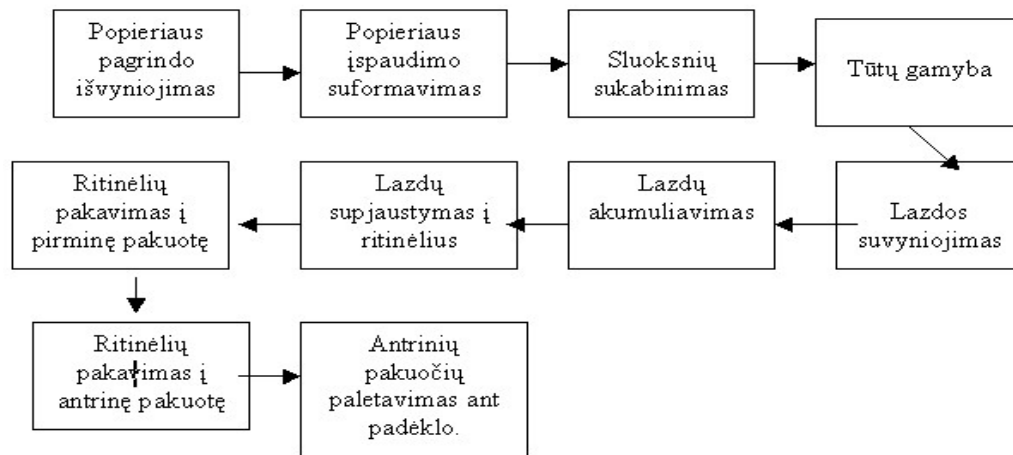 Popieriaus
pagrindo
išvyniojimas
Popieriaus
įspaudimo
suformavimas
Sluoksnių
sukabinimas
Tūtų gamyba
Lazdos
suvyniojimas
Lazdų
akumuliavimas
Lazdų
supjaustymas į
ritinėlius
Ritinėlių
pakavimas į
pirminę pakuotę
Ritinėlių
pakavimas į
antrinę pakuotę
Antrinių
pakuočių
paletavimas ant
padėklo.